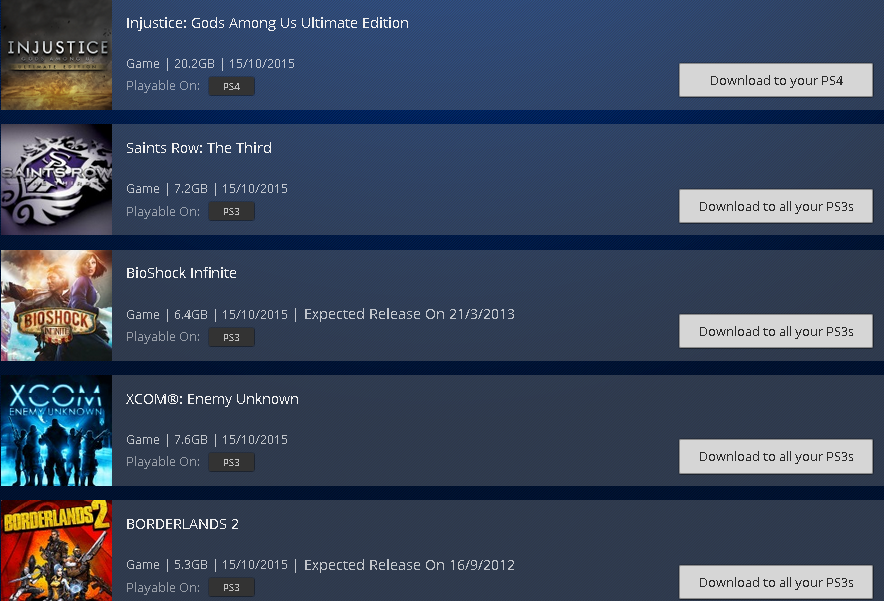 INJUSTICE
GODS AMONG US
ULTIMATE EDITION
Injustice: Gods Among Us Ultimate Edition
Game | 20.2GB | 15/10/2015
Playable On: PS4
Download to your PS4
SAINTS ROW
THE THIRD
Saints Row: The Third
Game | 7.2GB | 15/10/2015
Playable On: PS3
Download to all your PS3s
BIOSHOCK
INFINITE
BioShock Infinite
Game | 6.4GB | 15/10/2015 | Expected Release On 21/3/2013
Playable On: PS3
Download to all your PS3s
XCOM
ENEMY UNKNOWN
XCOM®: Enemy Unknown
Game | 7.6GB | 15/10/2015
Playable On: PS3
Download to all your PS3s
BORDERLANDS 2
BORDERLANDS 2
Game | 5.3GB | 15/10/2015 | Expected Release On 16/9/2012
Playable On: PS3
Download to all your PS3s